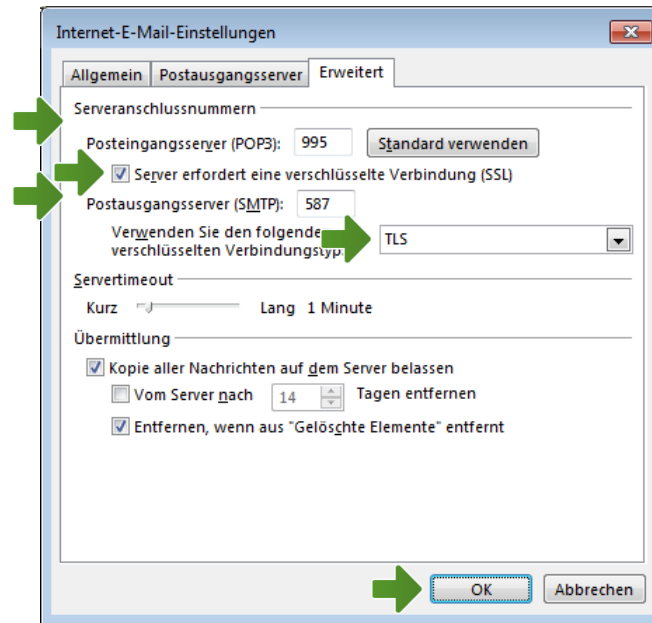 Internet-E-Mail-Einstellungen
Allgemein Postausgangsserver Erweitert
Serveranschlussnummern
Posteingangsserver (POP3): 995 Standard verwenden
Server erfordert eine verschlüsselte Verbindung (SSL)
Postausgangsserver (SMTP): 587
Verwenden Sie den folgenden
verschlüsselten Verbindungstyp TLS
Servertimeout
Kurz Lang 1 Minute
Übermittlung
Kopie aller Nachrichten auf dem Server belassen
Vom Server nach 14 Tagen entfernen
Entfernen, wenn aus "Gelöschte Elemente" entfernt
OK Abbrechen